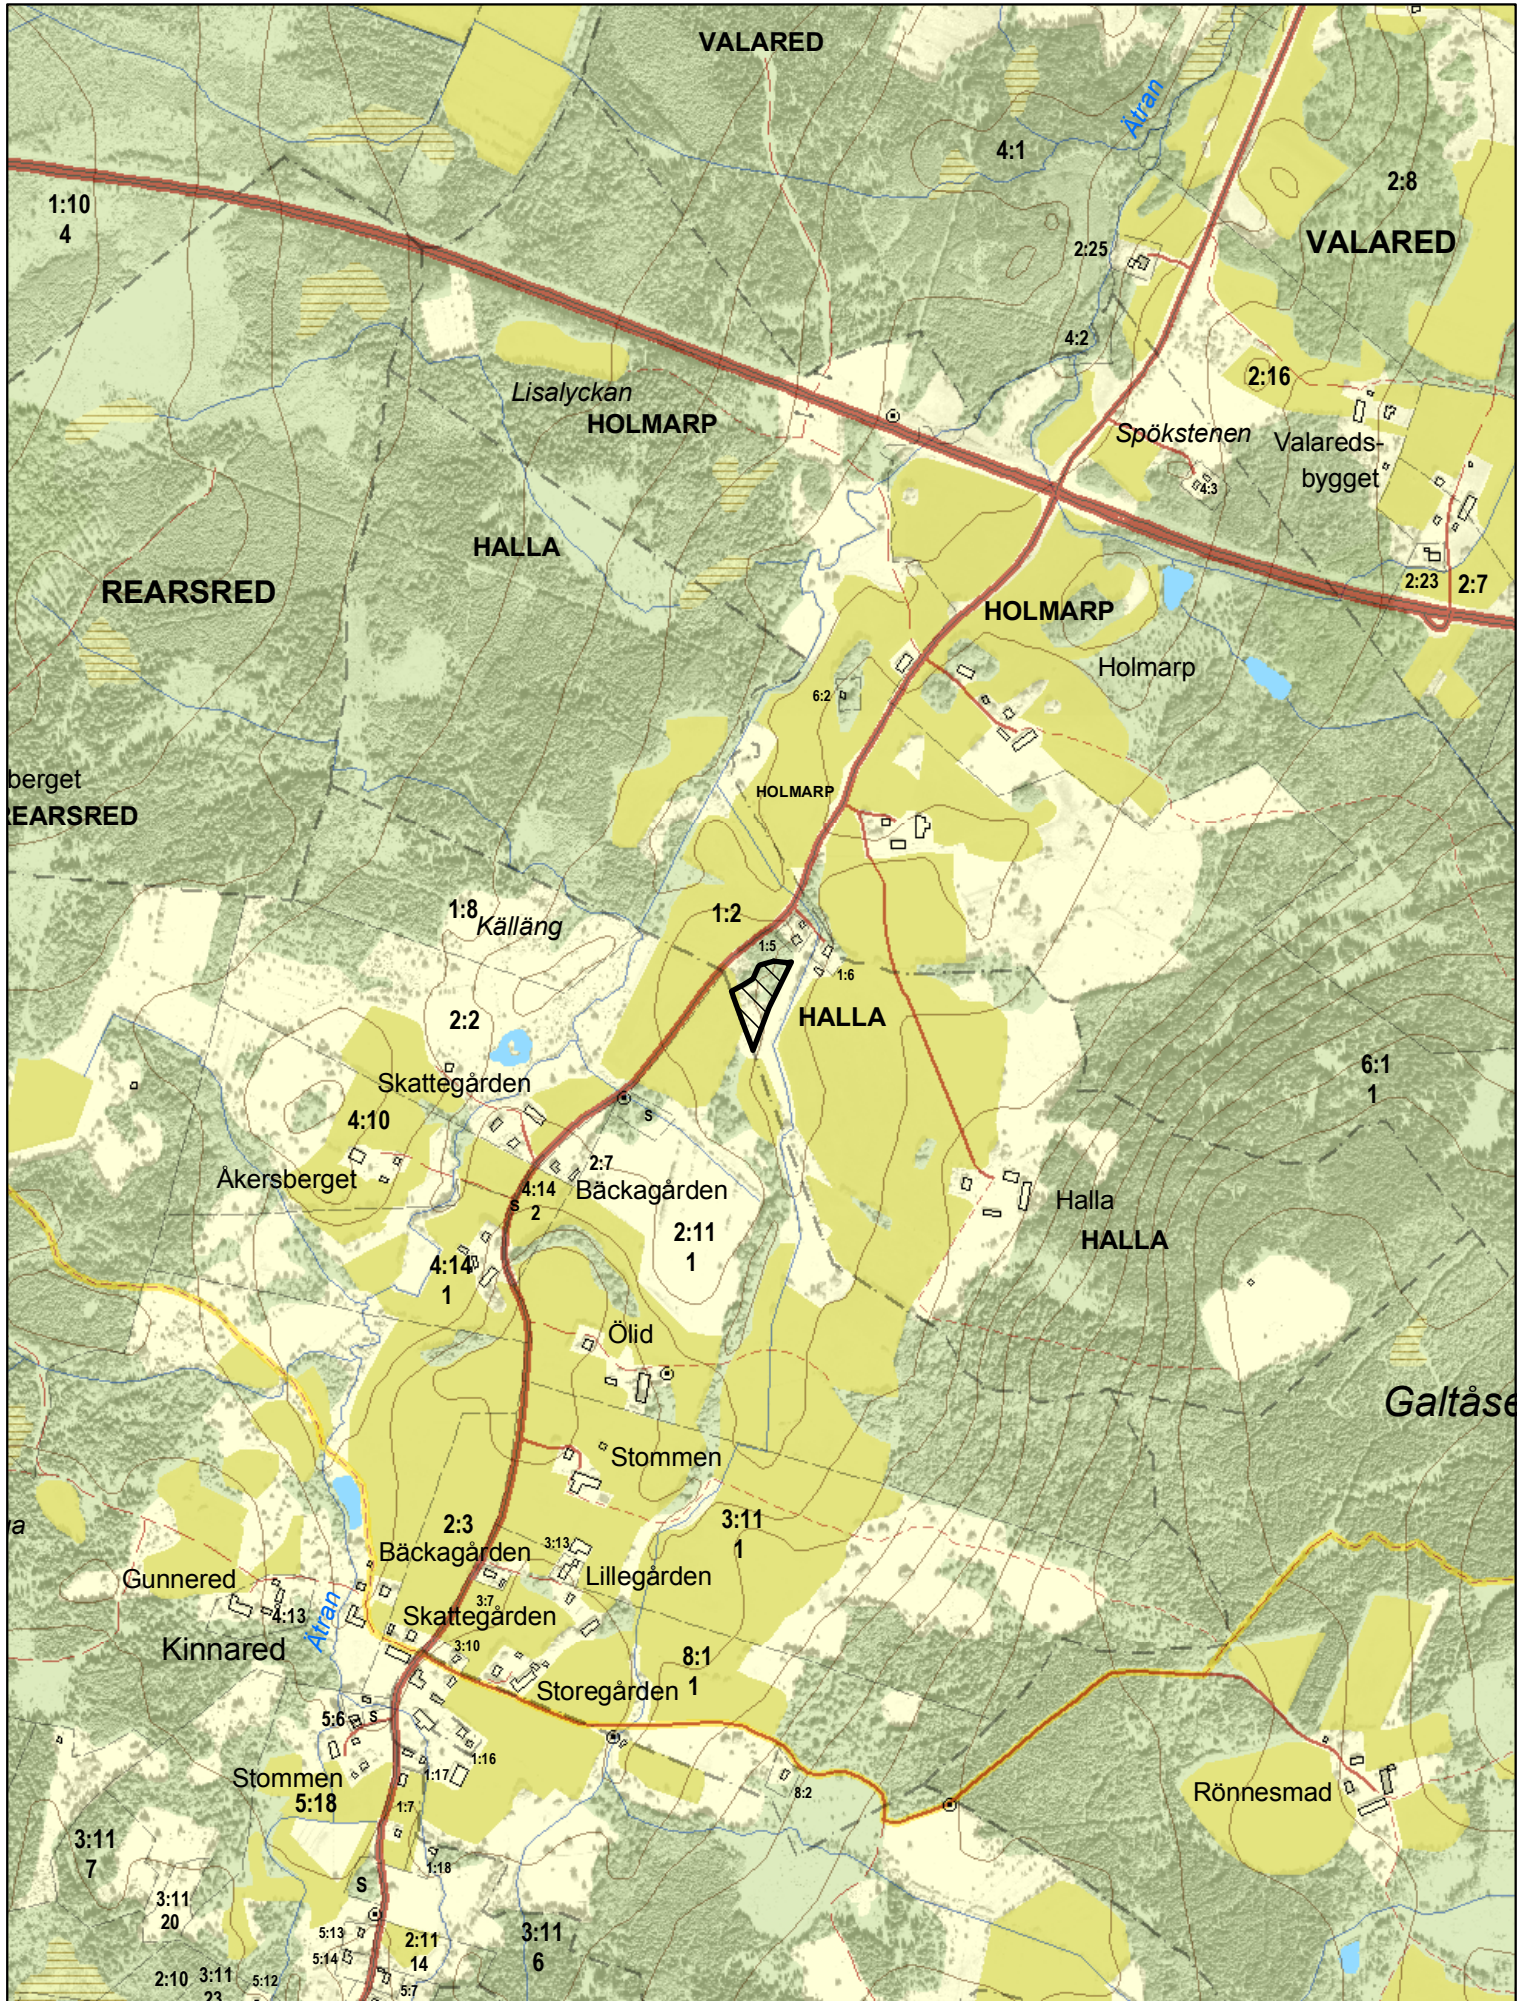 VALARED
Ätran
4:1
2:8
1:10
4
VALARED
2:25
4:2
2:16
Lisalyckan
HOLMARP
Spökstenen
Valareds-
bygget
4:3
HALLA
REARSRED
2:23
2:7
HOLMARP
Holmarp
6:2
berget
REARSRED
HOLMARP
1:8
Källäng
1:2
1:5
1:6
HALLA
2:2
Skattegården
6:1
1
4:10
S
2:7
Åkersberget
Bäckagården
4:14
2
S
Halla
2:11
1
HALLA
4:14
1
Ölid
Galtåse
Stommen
3:11
1
2:3
Bäckagården
3:13
Lillegården
Gunnered
3:7
4:13
Ätran
Skattegården
Kinnared
3:10
8:1
1
Storegården
5:6
S
1:16
1:17
Stommen
5:18
8:2
Rönnesmad
1:7
3:11
7
1:18
S
3:11
20
5:13
5:14
2:11
14
3:11
6
2:10
3:11
23
5:12
5:7